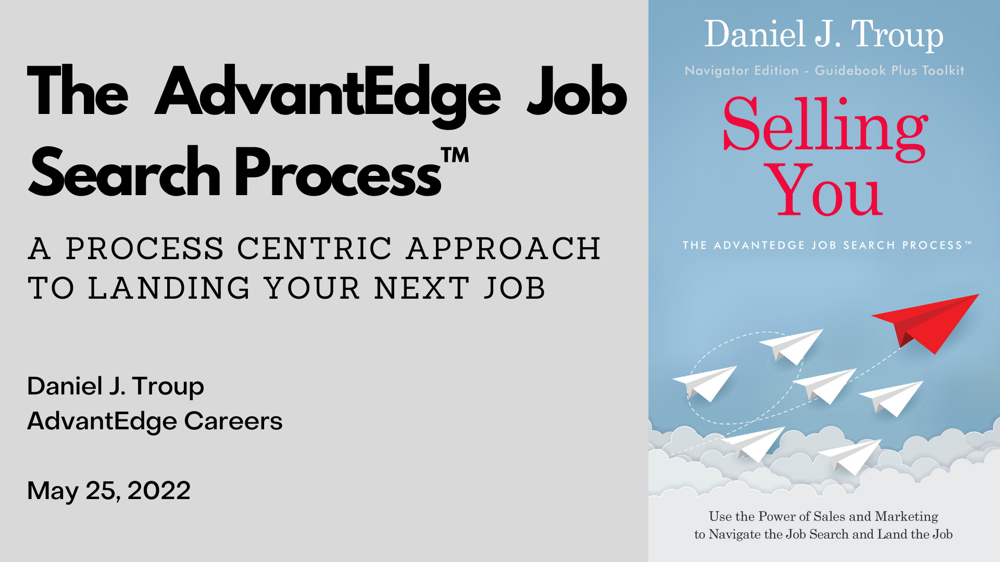 The AdvantEdge Job
Search Process™
A PROCESS CENTRIC APPROACH
TO LANDING YOUR NEXT JOB
Daniel J. Troup
AdvantEdge Careers
May 25, 2022
Daniel J. Troup
Navigator Edition - Guidebook Plus Toolkit
Selling
You
THE ADVANTEDGE JOB SEARCH PROCESS™
Use the Power of Sales and Marketing
to Navigate the Job Search and Land the Job